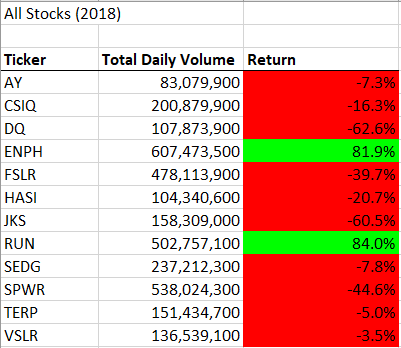 All Stocks (2018)
Ticker Total Daily Volume Return
AY 83,079,900 -7.3%
CSIQ 200,879,900 -16.3%
DQ 107,873,900 -62.6%
ENPH 607,473,500 81.9%
FSLR 478,113,900 -39.7%
HASI 104,340,600 -20.7%
JKS 158,309,000 -60.5%
RUN 502,757,100 84.0%
SEDG 237,212,300 -7.8%
SPWR 538,024,300 -44.6%
TERP 151,434,700 -5.0%
VSLR 136,539,100 -3.5%